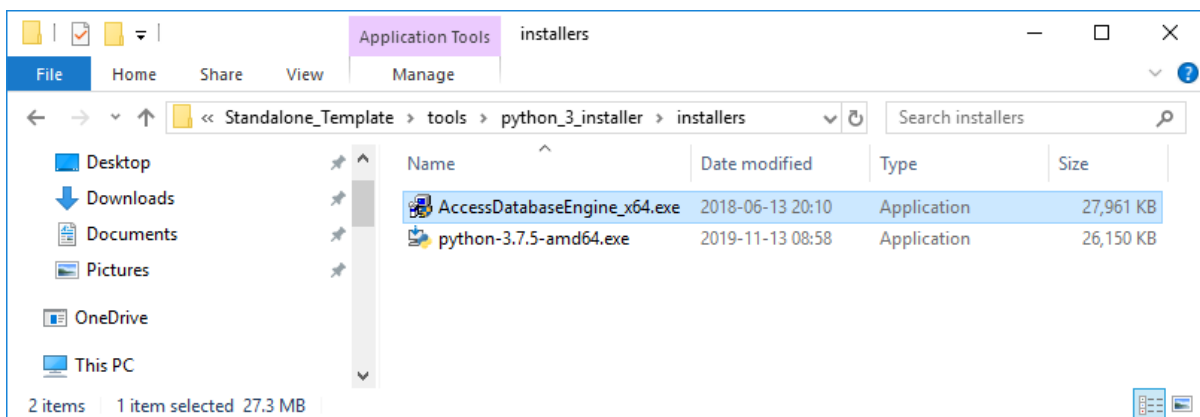 Application Tools installers
File Home Share View Manage
« Standalone_Template > tools > python_3_installer > installers Search installers
Desktop
Downloads
Documents
Pictures
OneDrive
This PC
Name Date modified Type Size
AccessDatabaseEngine_x64.exe 2018-06-13 20:10 Application 27,961 KB
python-3.7.5-amd64.exe 2019-11-13 08:58 Application 26,150 KB
2 items 1 item selected 27.3 MB